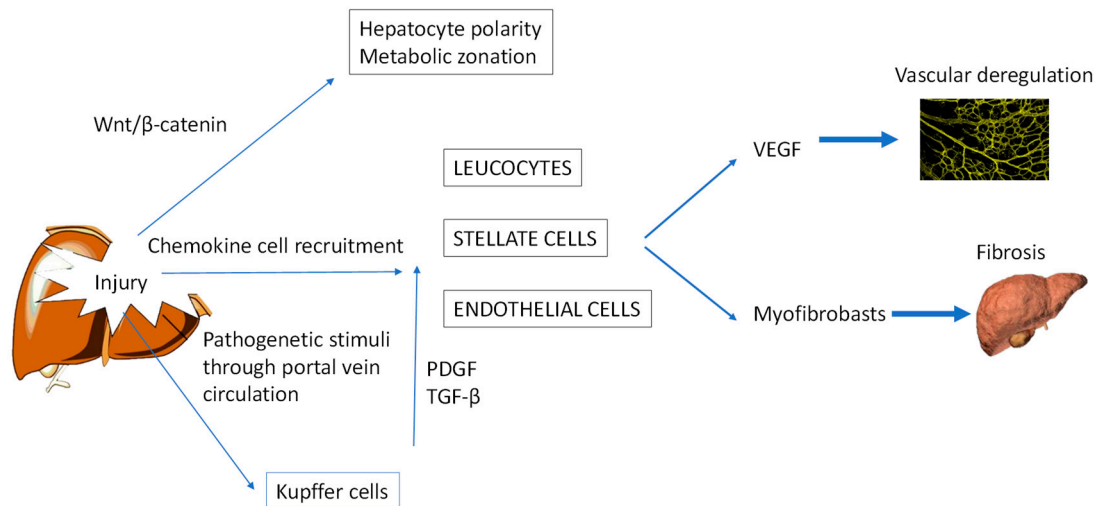 Hepatocyte polarity
Metabolic zonation
Vascular deregulation
Wnt/β-catenin
VEGF
LEUCOCYTES
Chemokine cell recruitment
STELLATE CELLS
Fibrosis
Injury
ENDOTHELIAL CELLS
Myofibrobasts
Pathogenetic stimuli
through portal vein
circulation
PDGF
TGF-β
Kupffer cells